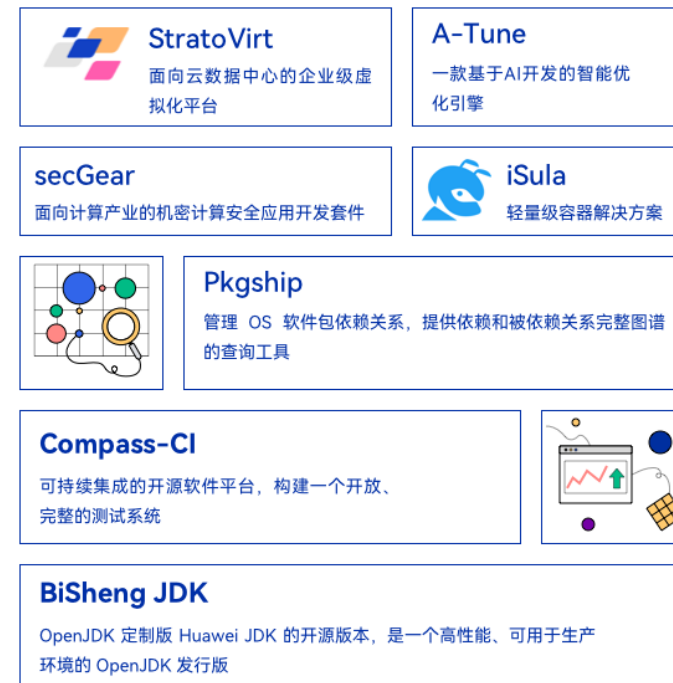 StratoVirt
面向云数据中心的企业级虚
拟化平台
A-Tune
一款基于AI开发的智能优
化引擎
secGear
面向计算产业的机密计算安全应用开发套件
iSula
轻量级容器解决方案
Pkgship
管理 OS 软件包依赖关系，提供依赖和被依赖关系完整图谱
的查询工具
Compass-CI
可持续集成的开源软件平台，构建一个开放、
完整的测试系统
BiSheng JDK
OpenJDK 定制版 Huawei JDK 的开源版本，是一个高性能、可用于生产
环境的 OpenJDK 发行版